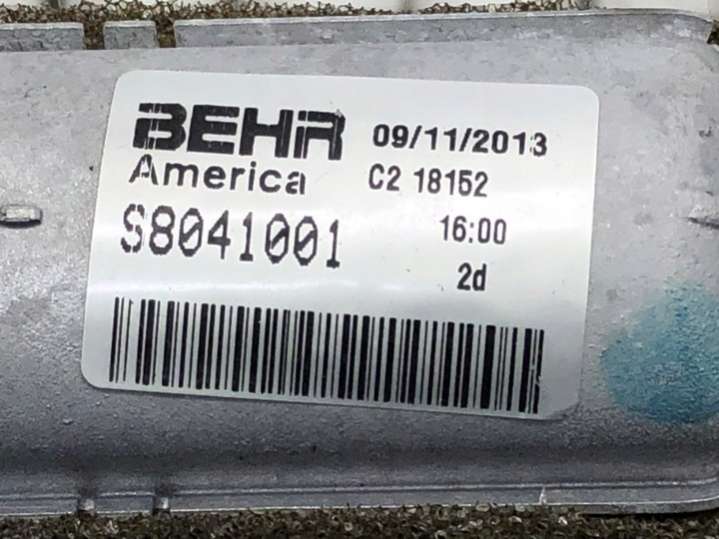 BEHR 09/11/2013
America C2 18152
S8041001 16:00
2d